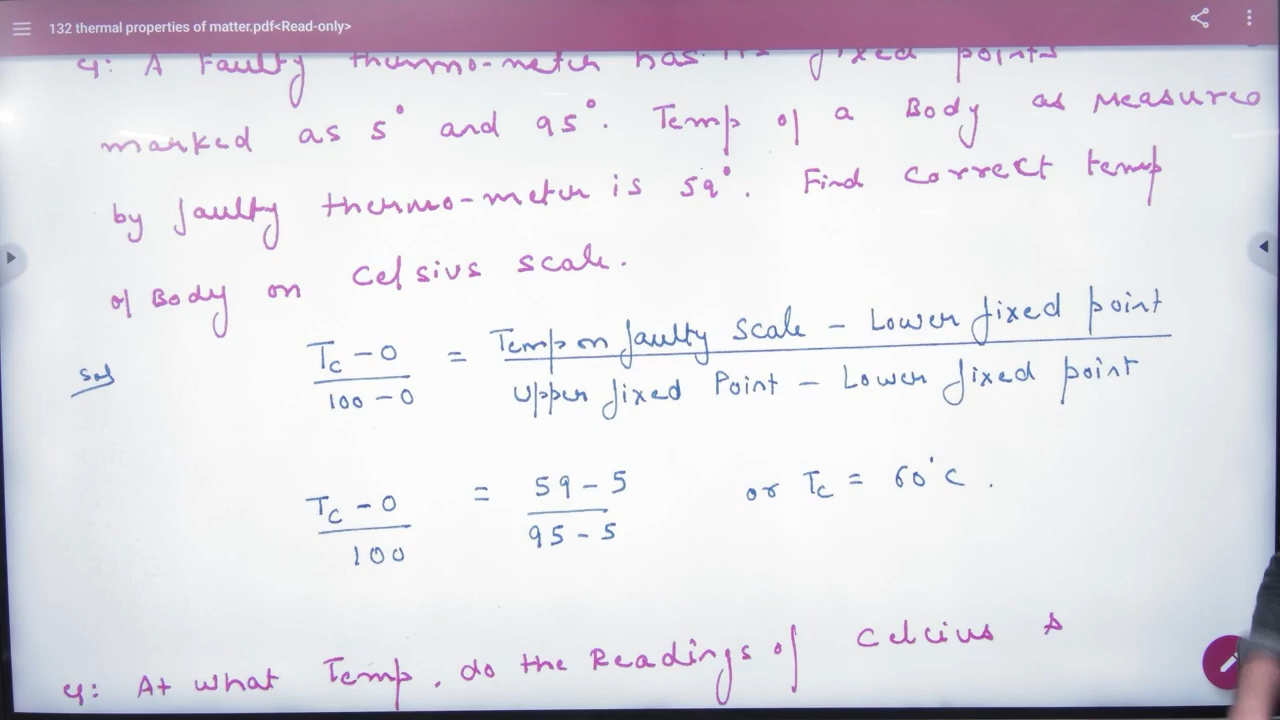 132 thermal properties of matter.pdf<Read-only>
q: A Faulty thermo-meter has its fixed points
marked as 5° and 95°. Temp of a Body as Measured
by faulty thermo-meter is 59°. Find correct temp
of Body on Celsius scale.
Sol
Tc - 0 / 100 - 0 = Temp on faulty Scale - Lower fixed point / Upper fixed Point - Lower fixed point
Tc - 0 / 100 = 59 - 5 / 95 - 5 or Tc = 60°C.
q: At what Temp. do the Readings of Celcius &